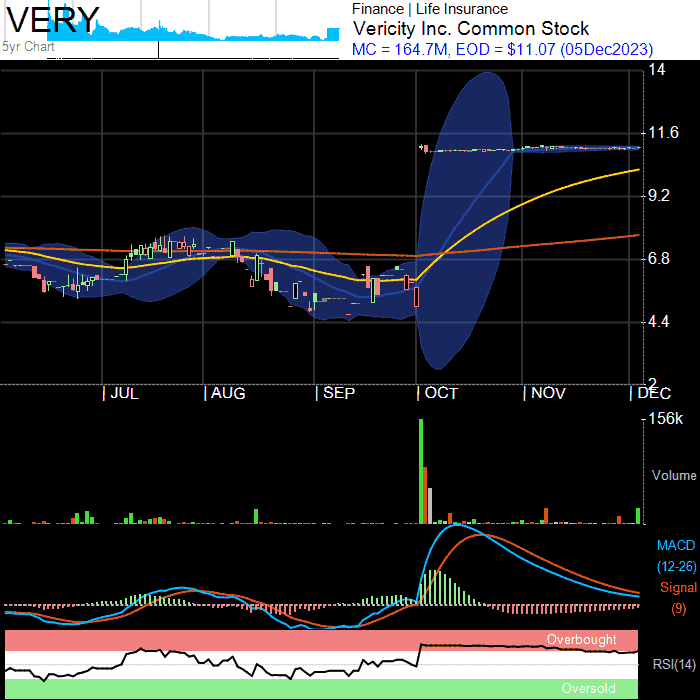 VERY
5yr Chart
Finance | Life Insurance
Vericity Inc. Common Stock
MC = 164.7M, EOD = $11.07 (05Dec2023)
14
11.6
9.2
6.8
4.4
2
| JUL | AUG | SEP | OCT | NOV | DEC
156k
Volume
MACD
(12-26)
Signal
(9)
Overbought
RSI(14)
Oversold